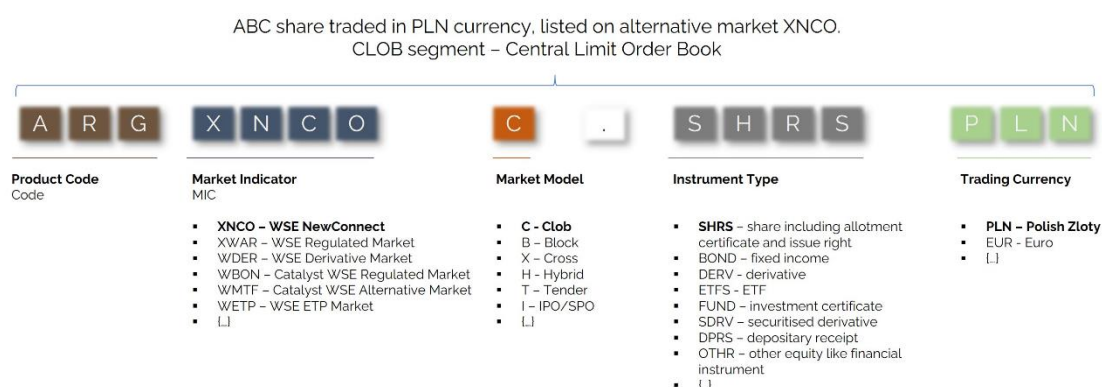 ABC share traded in PLN currency, listed on alternative market XNCO.
CLOB segment – Central Limit Order Book
A R G X N C O C . S H R S P L N
Product Code
Code
Market Indicator
MIC
▪ XNCO – WSE NewConnect
▪ XWAR – WSE Regulated Market
▪ WDER – WSE Derivative Market
▪ WBON – Catalyst WSE Regulated Market
▪ WMTF – Catalyst WSE Alternative Market
▪ WETP – WSE ETP Market
▪ {…}
Market Model
▪ C - Clob
▪ B – Block
▪ X – Cross
▪ H - Hybrid
▪ T – Tender
▪ I – IPO/SPO
▪ {…}
Instrument Type
▪ SHRS – share including allotment
certificate and issue right
▪ BOND – fixed income
▪ DERV - derivative
▪ ETFS - ETF
▪ FUND – investment certificate
▪ SDRV – securitised derivative
▪ DPRS – depositary receipt
▪ OTHR – other equity like financial
instrument
▪ {…}
Trading Currency
▪ PLN – Polish Zloty
▪ EUR - Euro
▪ {…}